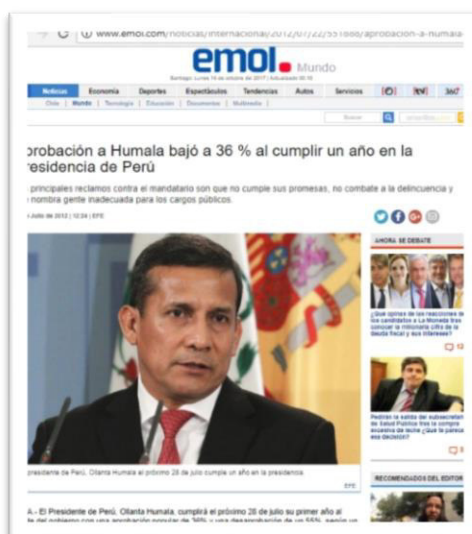 www.emol.com/noticias/internacional/2012/07/22/551886/aprobacion-a-humala-
emol. Mundo
Noticias Economía Deportes Espectáculos Tendencias Autos Servicios
Chile | Mundo | Tecnología | Educación | Documentos | Multimedia |
Buscar
probación a Humala bajó a 36 % al cumplir un año en la
residencia de Perú
principales reclamos contra el mandatario son que no cumple sus promesas, no combate a la delincuencia y
nombra gente inadecuada para los cargos públicos.
Julio de 2012 | 12:24 | EFE
AHORA SE DEBATE
¿Qué opinas de las reacciones de
los candidatos a La Moneda tras
conocer la millonaria cifra de la
deuda fiscal y sus intereses?
12
Pedirán la salida del subsecretari
de Salud Pública tras la compra
excesiva de leche ¿Qué te parece
esa decisión?
presidente de Perú, Ollanta Humala el próximo 28 de julio cumple un año en la presidencia.
EFE
RECOMENDADOS DEL EDITOR
A.- El Presidente de Perú, Ollanta Humala, cumplirá el próximo 28 de julio su primer año al
te del gobierno con una aprobación popular de 36% y una desaprobación de un 55%, según un